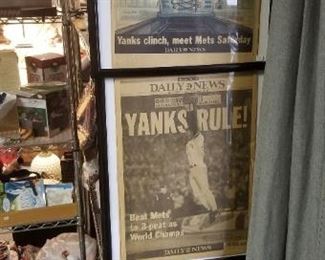 Yanks clinch, meet Mets Saturday
DAILY NEWS
DAILY NEWS
YANKS RULE!
Beat Mets
to 3-peat as
World Champs
DAILY NEWS